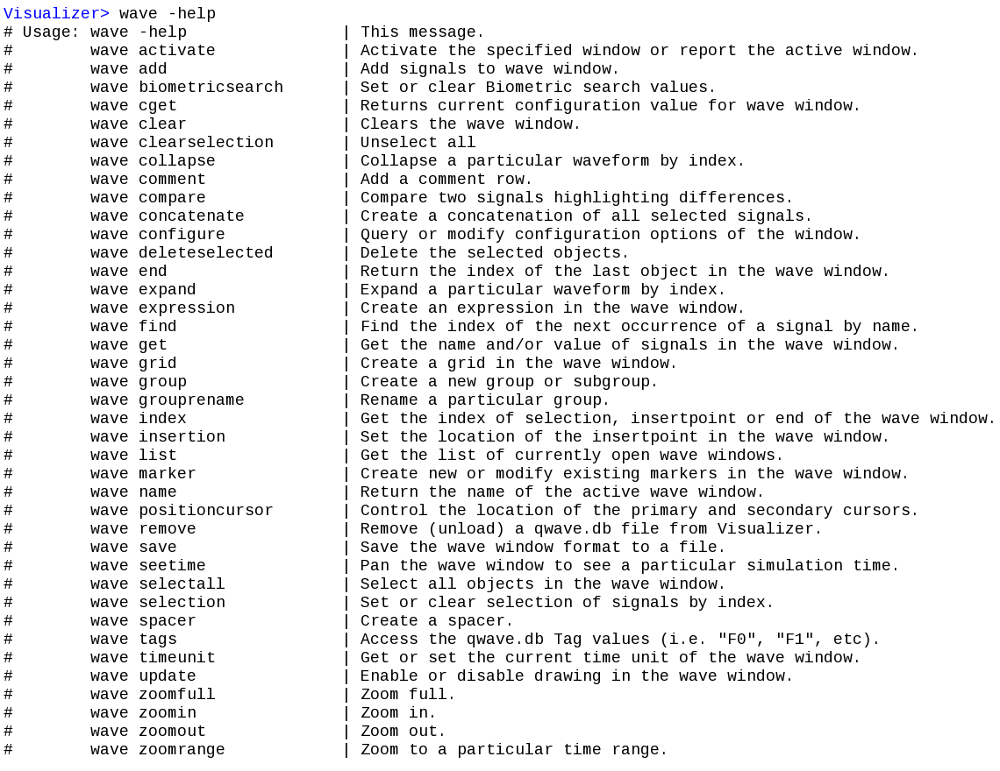 Visualizer> wave -help
# Usage: wave -help                | This message.
#        wave activate             | Activate the specified window or report the active window.
#        wave add                  | Add signals to wave window.
#        wave biometricsearch      | Set or clear Biometric search values.
#        wave cget                 | Returns current configuration value for wave window.
#        wave clear                | Clears the wave window.
#        wave clearselection       | Unselect all
#        wave collapse             | Collapse a particular waveform by index.
#        wave comment              | Add a comment row.
#        wave compare              | Compare two signals highlighting differences.
#        wave concatenate          | Create a concatenation of all selected signals.
#        wave configure            | Query or modify configuration options of the window.
#        wave deleteselected       | Delete the selected objects.
#        wave end                  | Return the index of the last object in the wave window.
#        wave expand               | Expand a particular waveform by index.
#        wave expression           | Create an expression in the wave window.
#        wave find                 | Find the index of the next occurrence of a signal by name.
#        wave get                  | Get the name and/or value of signals in the wave window.
#        wave grid                 | Create a grid in the wave window.
#        wave group                | Create a new group or subgroup.
#        wave grouprename          | Rename a particular group.
#        wave index                | Get the index of selection, insertpoint or end of the wave window.
#        wave insertion            | Set the location of the insertpoint in the wave window.
#        wave list                 | Get the list of currently open wave windows.
#        wave marker               | Create new or modify existing markers in the wave window.
#        wave name                 | Return the name of the active wave window.
#        wave positioncursor       | Control the location of the primary and secondary cursors.
#        wave remove               | Remove (unload) a qwave.db file from Visualizer.
#        wave save                 | Save the wave window format to a file.
#        wave seetime              | Pan the wave window to see a particular simulation time.
#        wave selectall            | Select all objects in the wave window.
#        wave selection            | Set or clear selection of signals by index.
#        wave spacer               | Create a spacer.
#        wave tags                 | Access the qwave.db Tag values (i.e. "F0", "F1", etc).
#        wave timeunit             | Get or set the current time unit of the wave window.
#        wave update               | Enable or disable drawing in the wave window.
#        wave zoomfull             | Zoom full.
#        wave zoomin               | Zoom in.
#        wave zoomout              | Zoom out.
#        wave zoomrange            | Zoom to a particular time range.